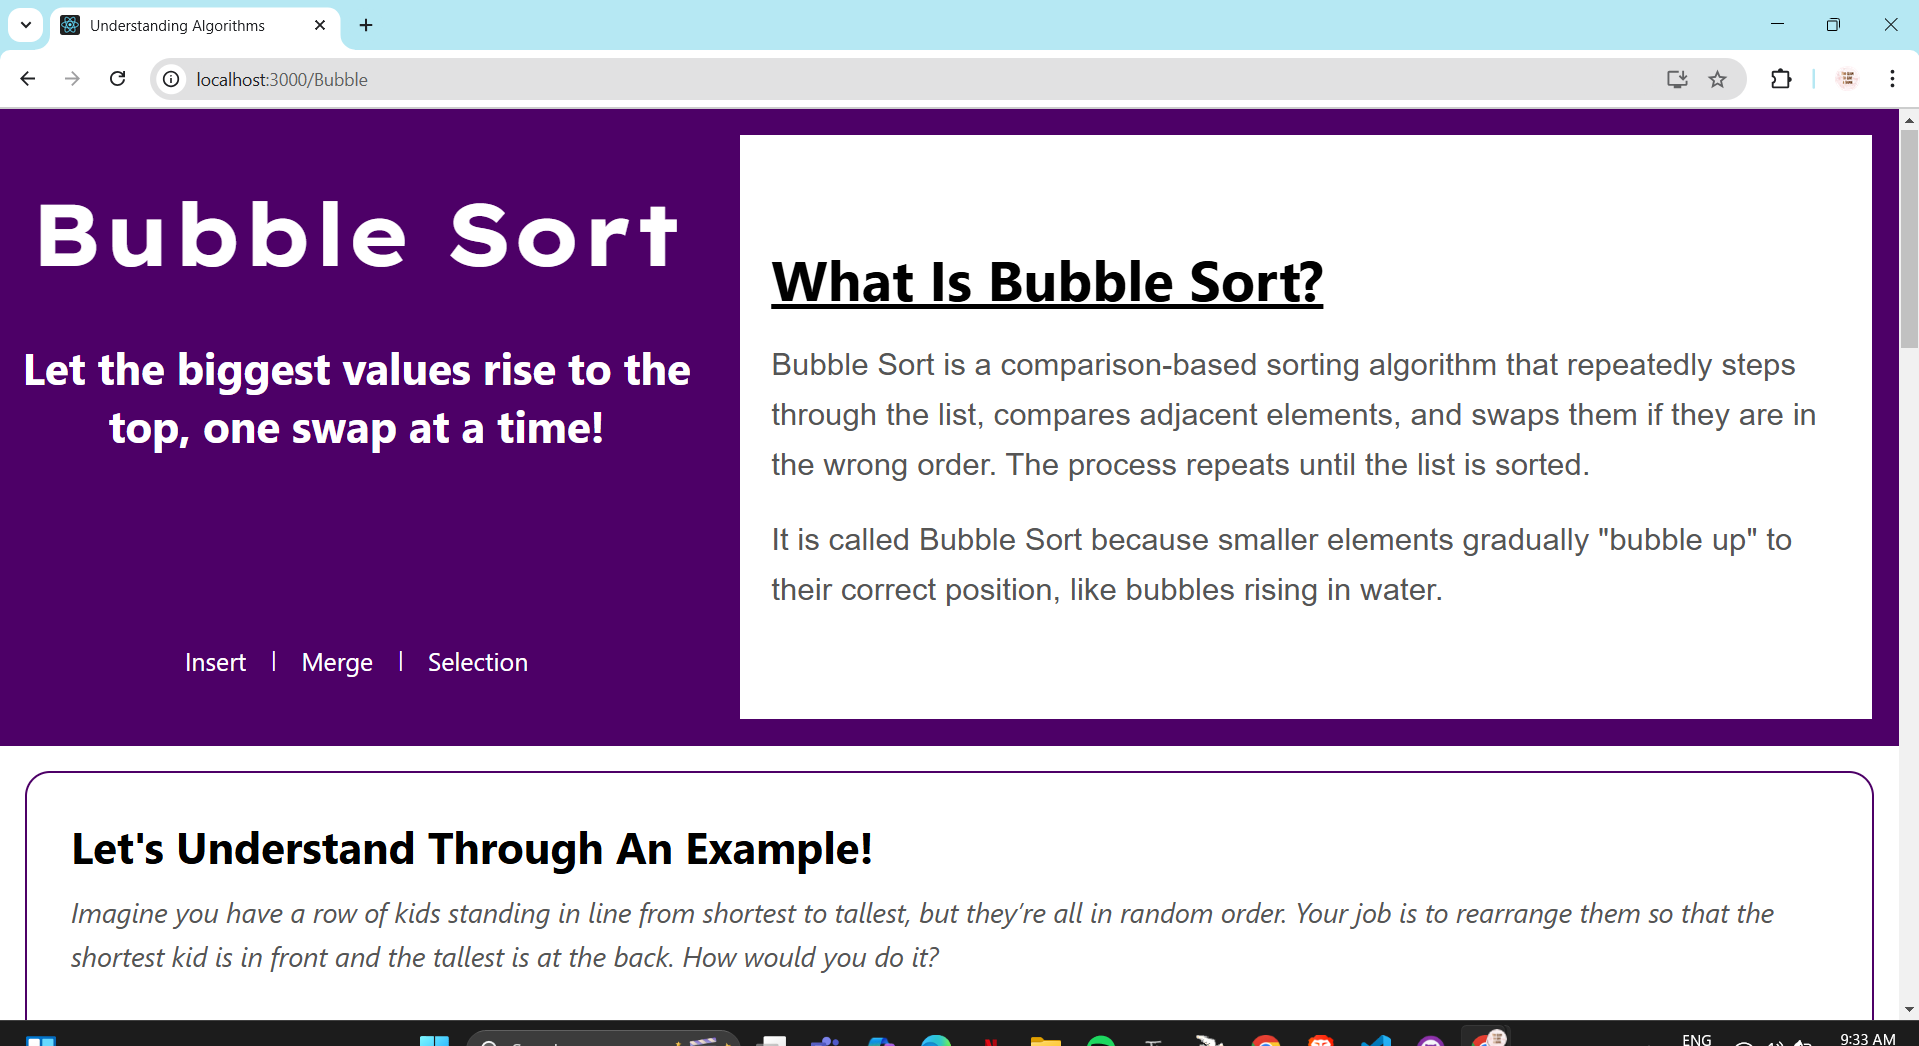 Understanding Algorithms
localhost:3000/Bubble
Bubble Sort
Let the biggest values rise to the
top, one swap at a time!
Insert | Merge | Selection
What Is Bubble Sort?
Bubble Sort is a comparison-based sorting algorithm that repeatedly steps
through the list, compares adjacent elements, and swaps them if they are in
the wrong order. The process repeats until the list is sorted.
It is called Bubble Sort because smaller elements gradually "bubble up" to
their correct position, like bubbles rising in water.
Let's Understand Through An Example!
Imagine you have a row of kids standing in line from shortest to tallest, but they’re all in random order. Your job is to rearrange them so that the
shortest kid is in front and the tallest is at the back. How would you do it?
ENG
9:33 AM